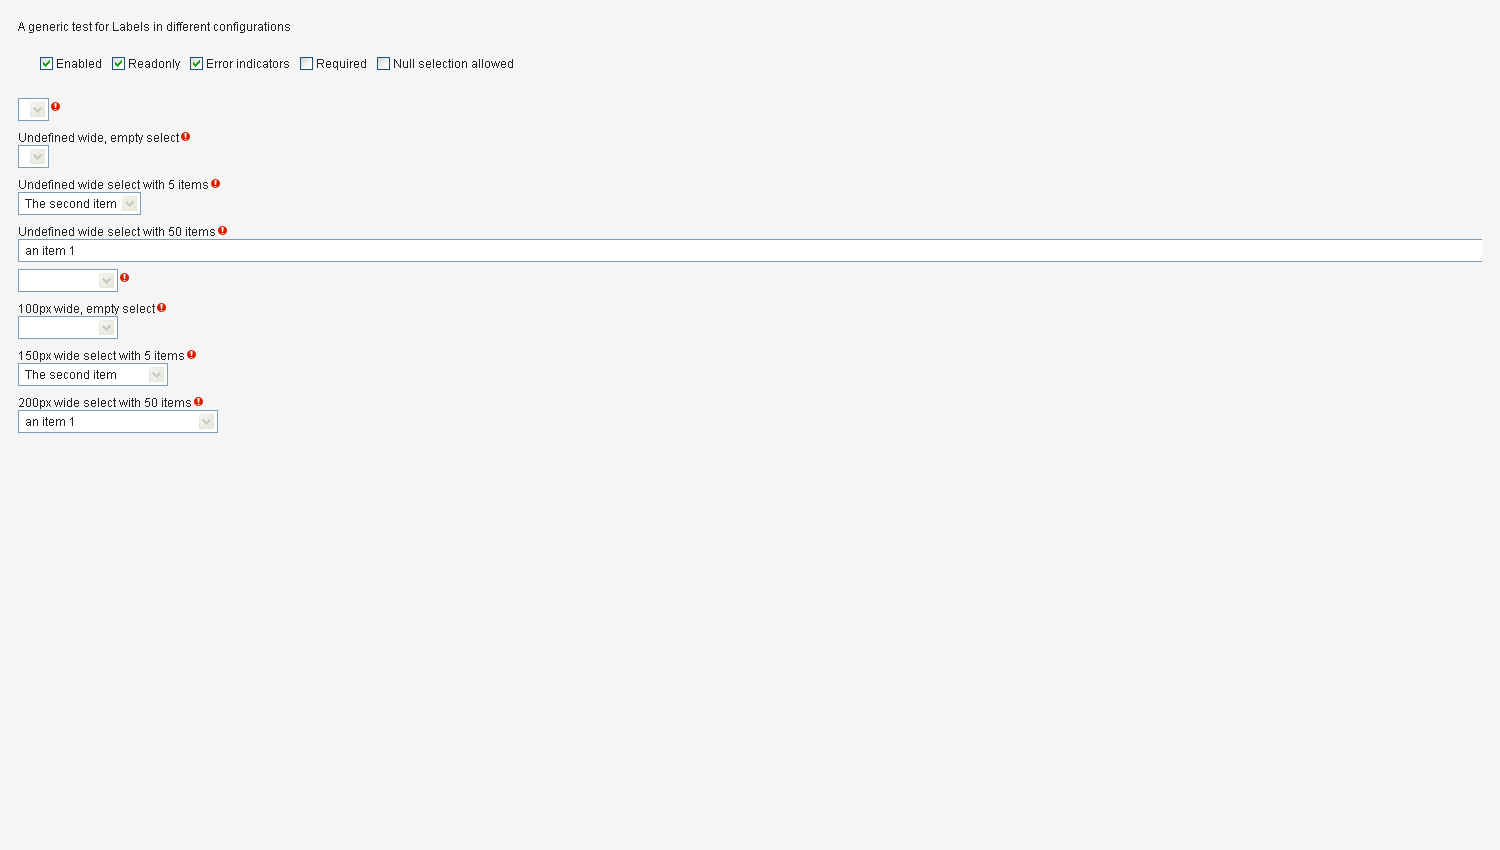 A generic test for Labels in different configurations
Enabled Readonly Error indicators Required Null selection allowed
Undefined wide, empty select
Undefined wide select with 5 items
The second item
Undefined wide select with 50 items
an item 1
100px wide, empty select
150px wide select with 5 items
The second item
200px wide select with 50 items
an item 1